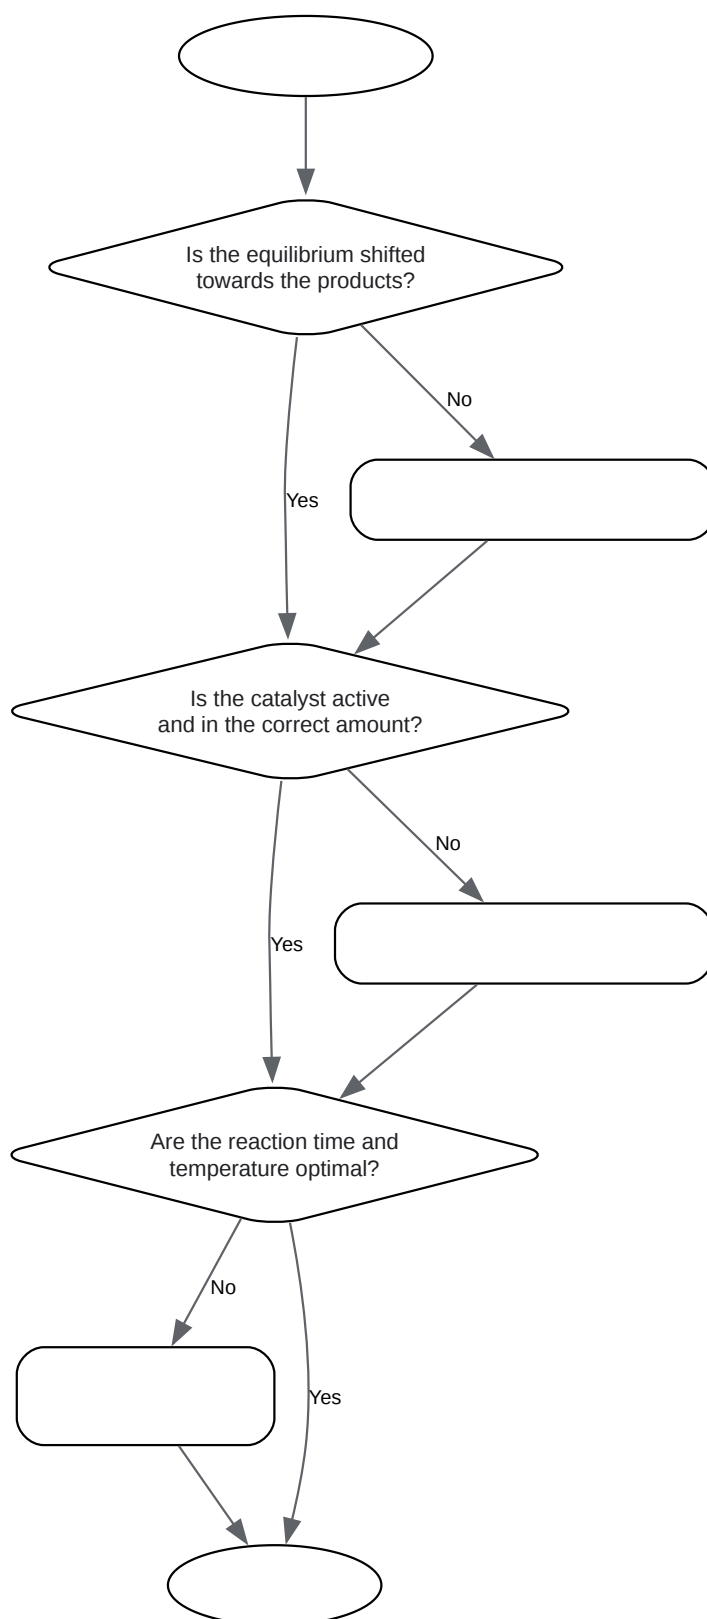 Is the equilibrium shifted
towards the products?
No
Yes
Is the catalyst active
and in the correct amount?
No
Yes
Are the reaction time and
temperature optimal?
No
Yes